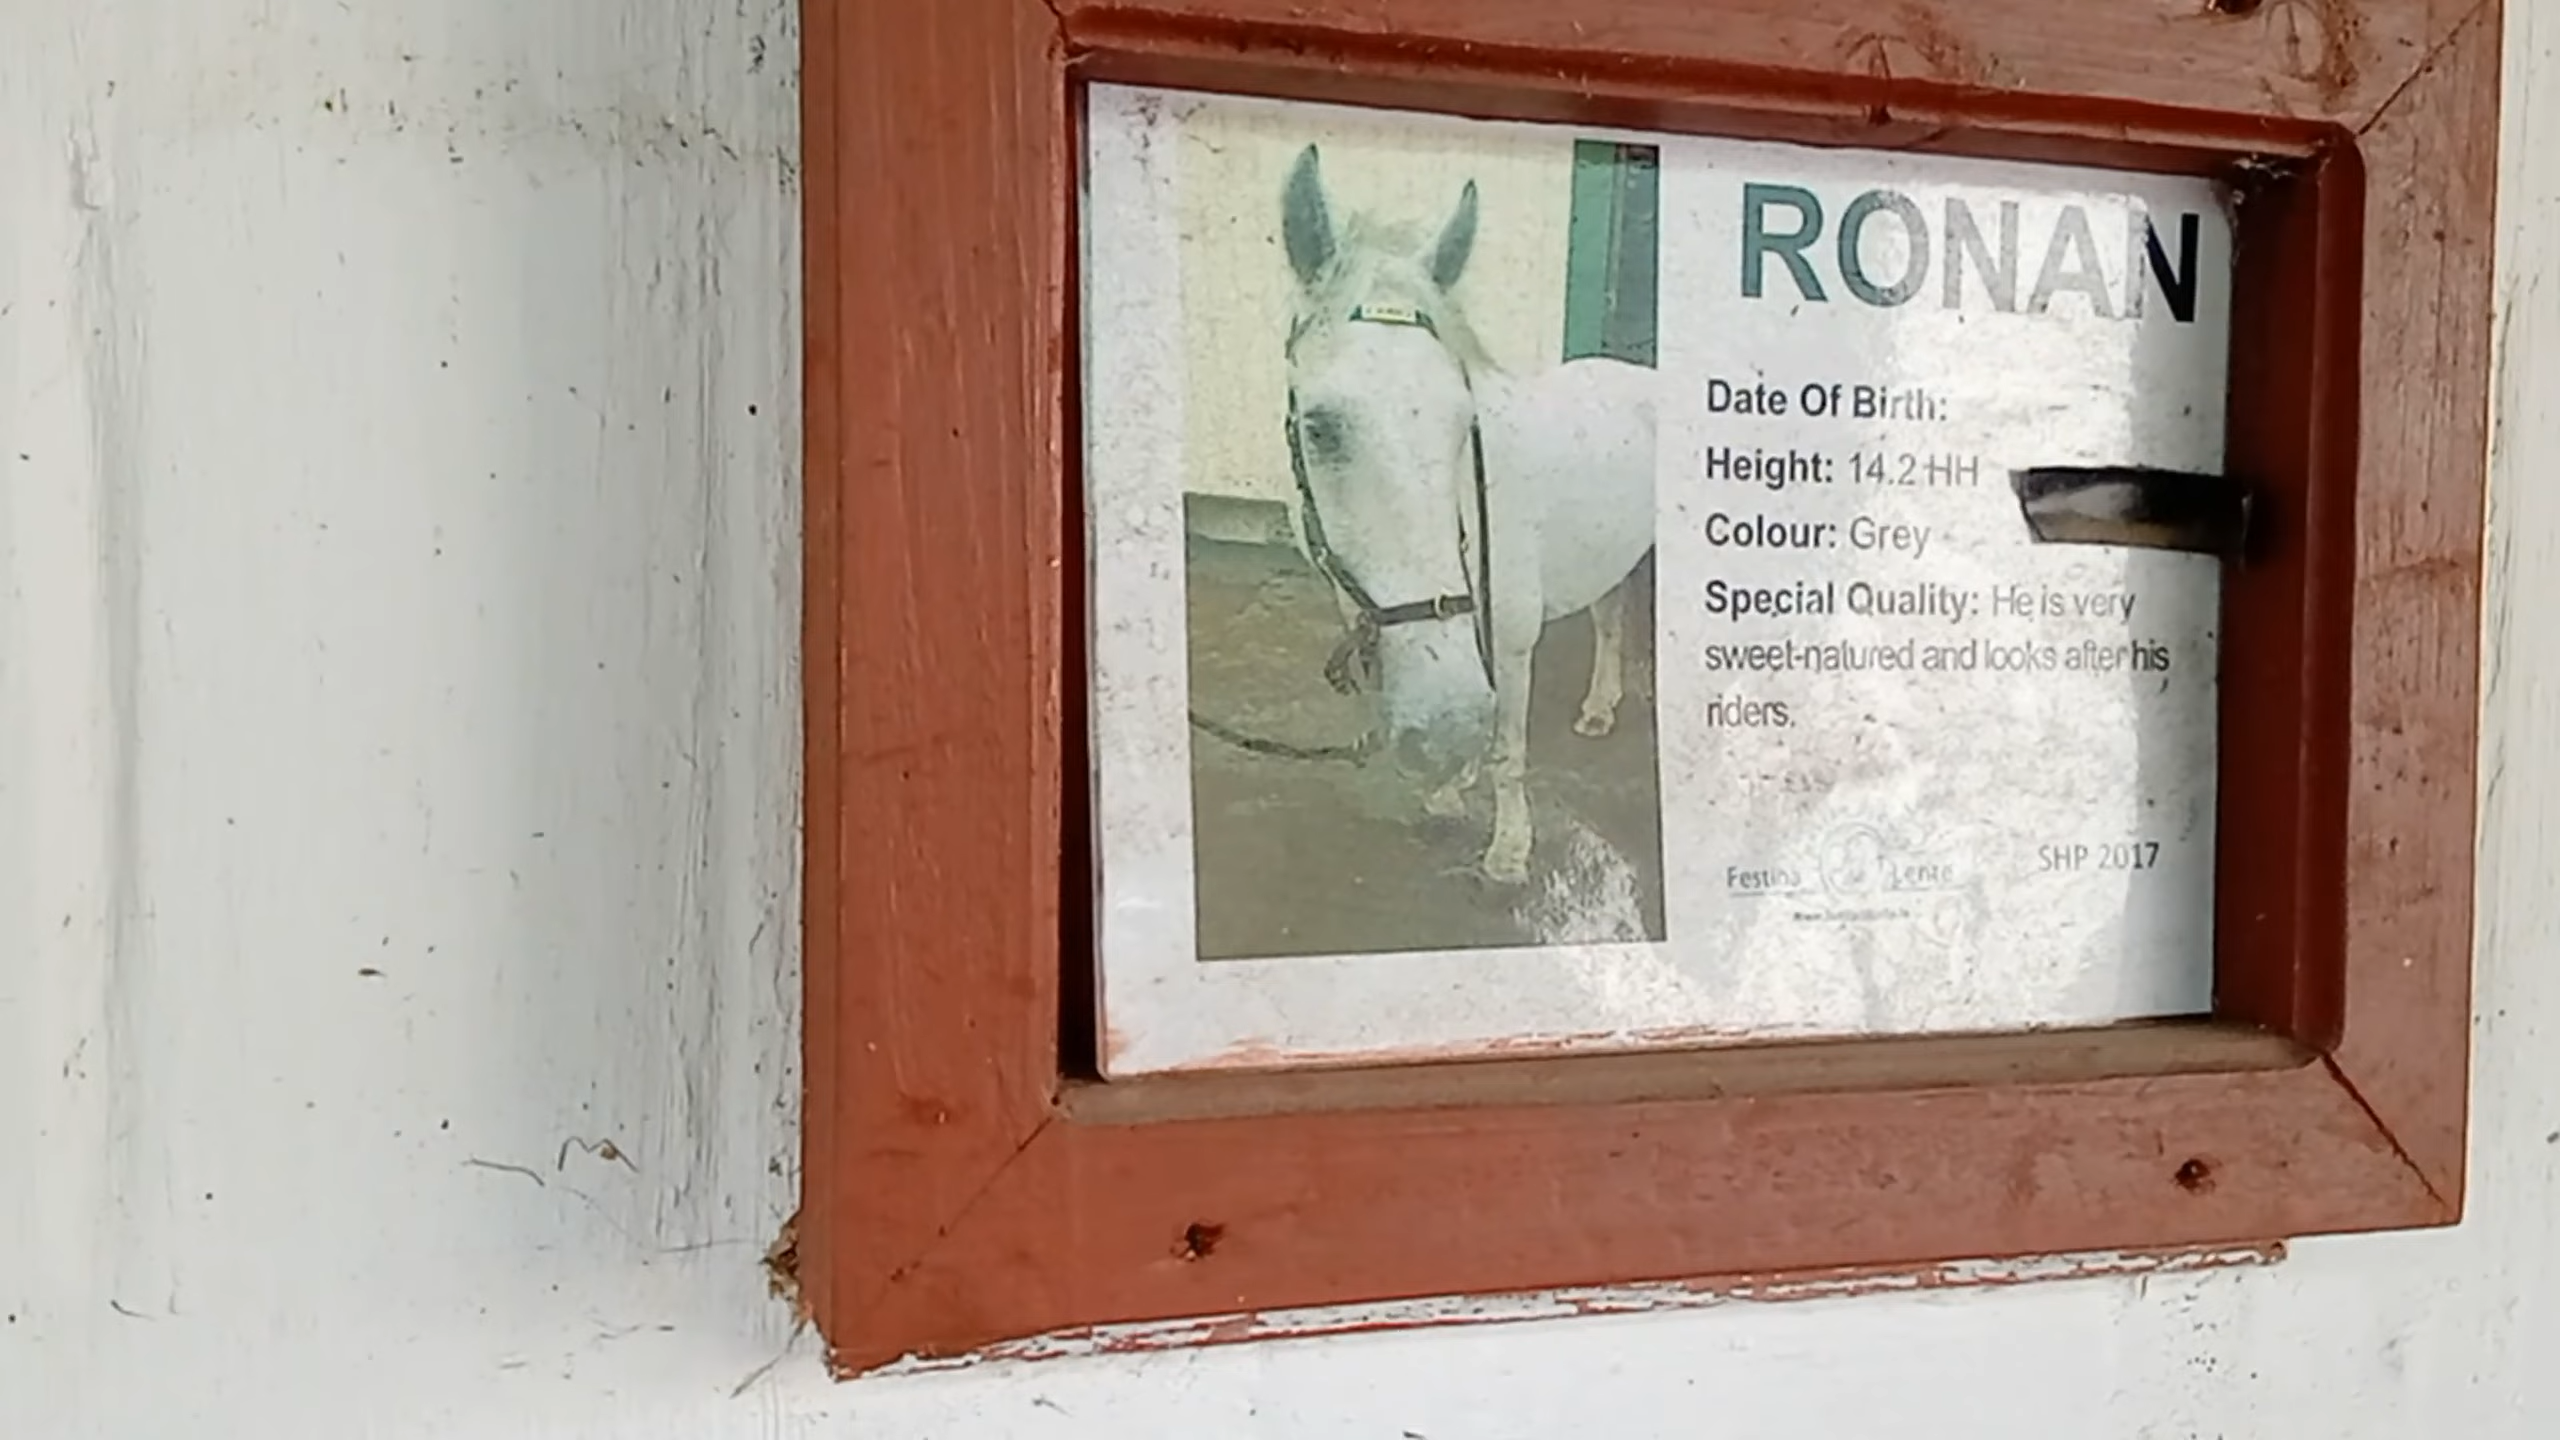 RONAN
Date Of Birth:
Height: 14.2 HH
Colour: Grey
Special Quality: He is very
sweet-natured and looks after his
riders.
Festina Lente
SHP 2017